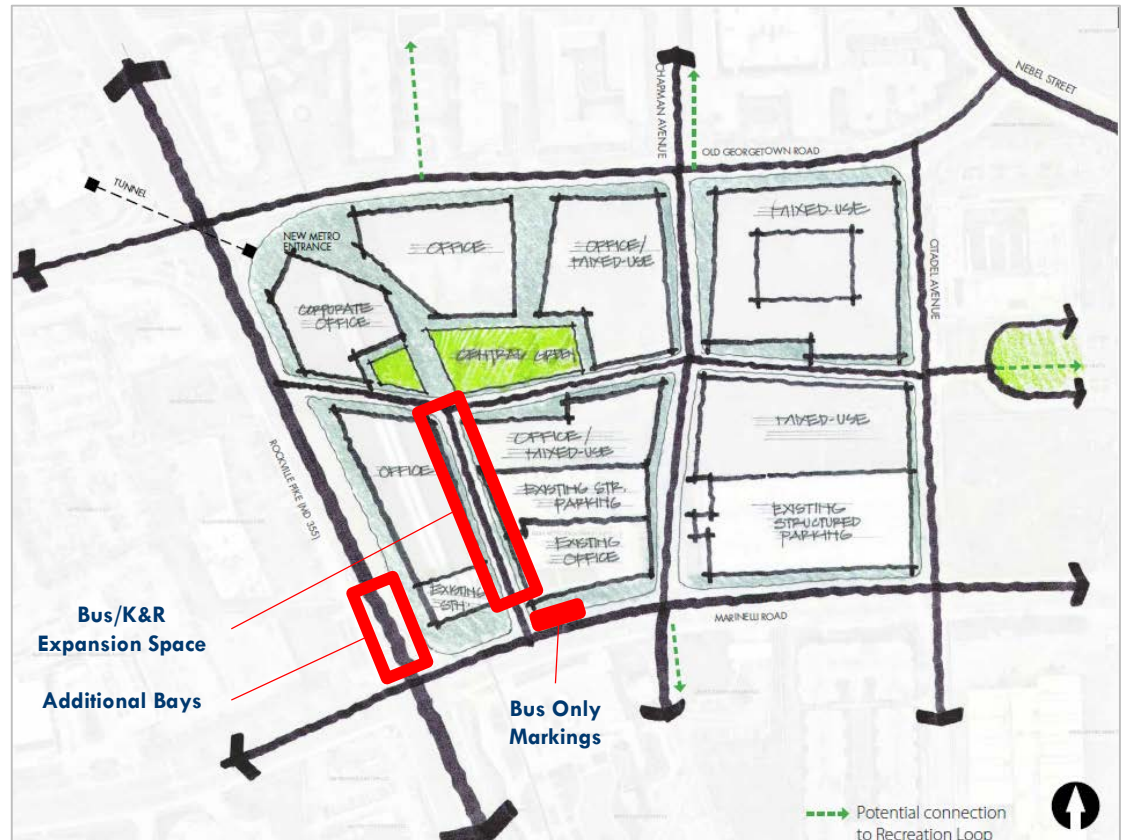 NEBEL STREET
CHAPMAN AVENUE
OLD GEORGETOWN ROAD
TUNNEL
NEW METRO
ENTRANCE
OFFICE
OFFICE/
MIXED-USE
MIXED-USE
CITADEL AVENUE
CORPORATE
OFFICE
CENTRAL GREEN
ROCKVILLE PIKE (MD 355)
OFFICE
OFFICE/
MIXED-USE
EXISTING STR.
PARKING
EXISTING
OFFICE
MIXED-USE
EXISTING
STRUCTURED
PARKING
EXISTING
STR.
MARINELLI ROAD
Bus/K&R
Expansion Space
Additional Bays
Bus Only
Markings
Potential connection
to Recreation Loop